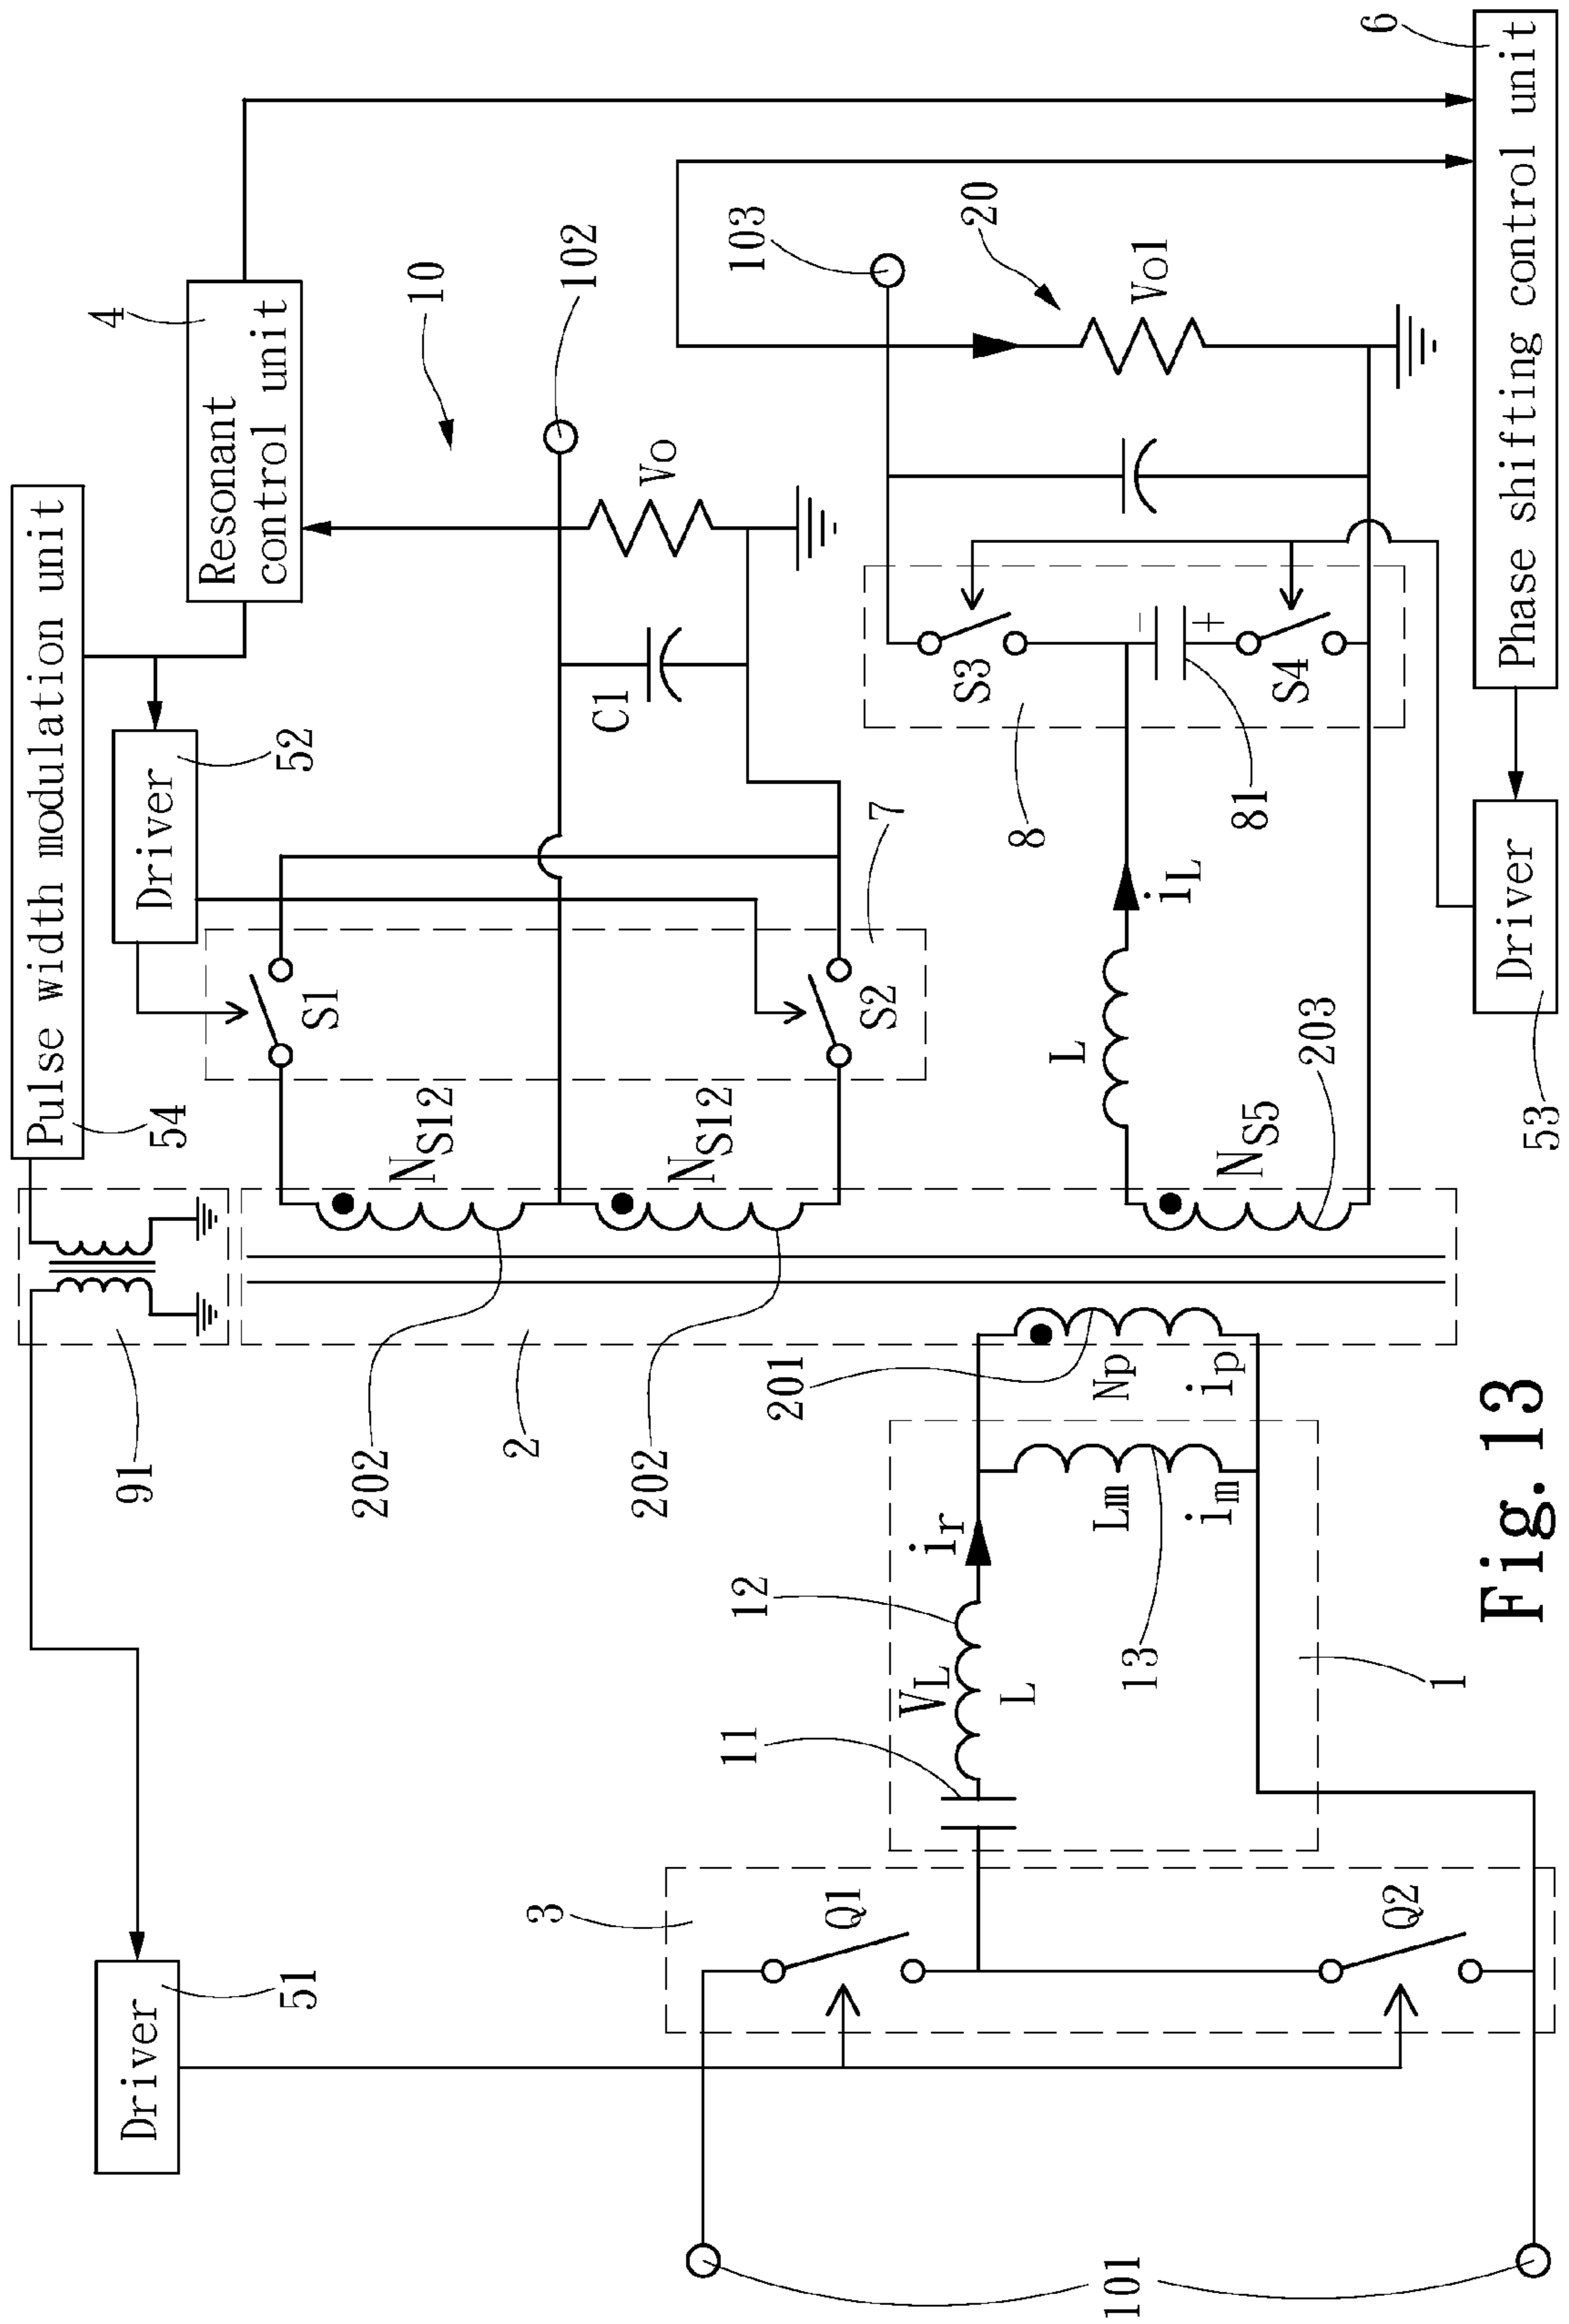 Pulse width modulation unit
54
91
Driver
51
Driver
52
Resonant
control unit
4
10
102
Vo
C1
7
S1
S2
NS12
NS12
202
202
2
201
Np
ip
Lm
im
ir
12
VL
L
11
13
1
3
Q1
Q2
101
L
iL
NS5
203
8
81
S3
S4
-
+
103
20
Vo1
Phase shifting control unit
6
Driver
53
Fig. 13